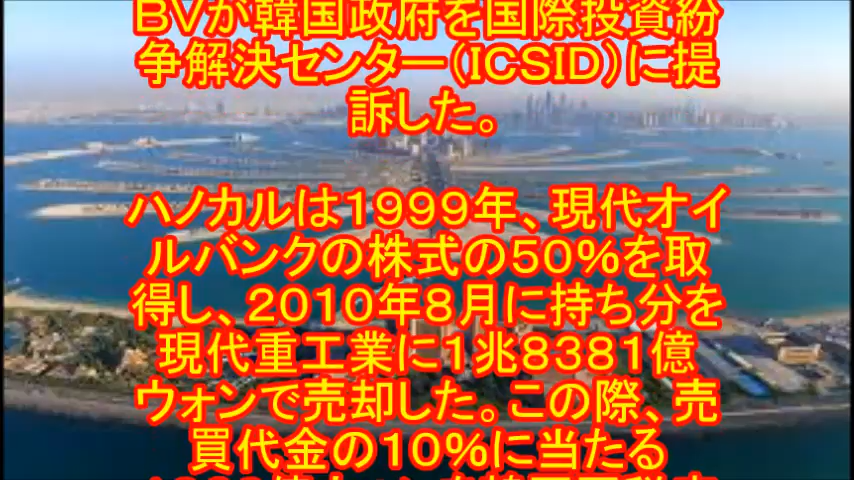 BVが韓国政府を国際投資紛
争解決センター（ICSID）に提
訴した。
ハノカルは1999年、現代オイ
ルバンクの株式の50％を取
得し、2010年8月に持ち分を
現代重工業に1兆8381億
ウォンで売却した。この際、売
買代金の10％に当たる